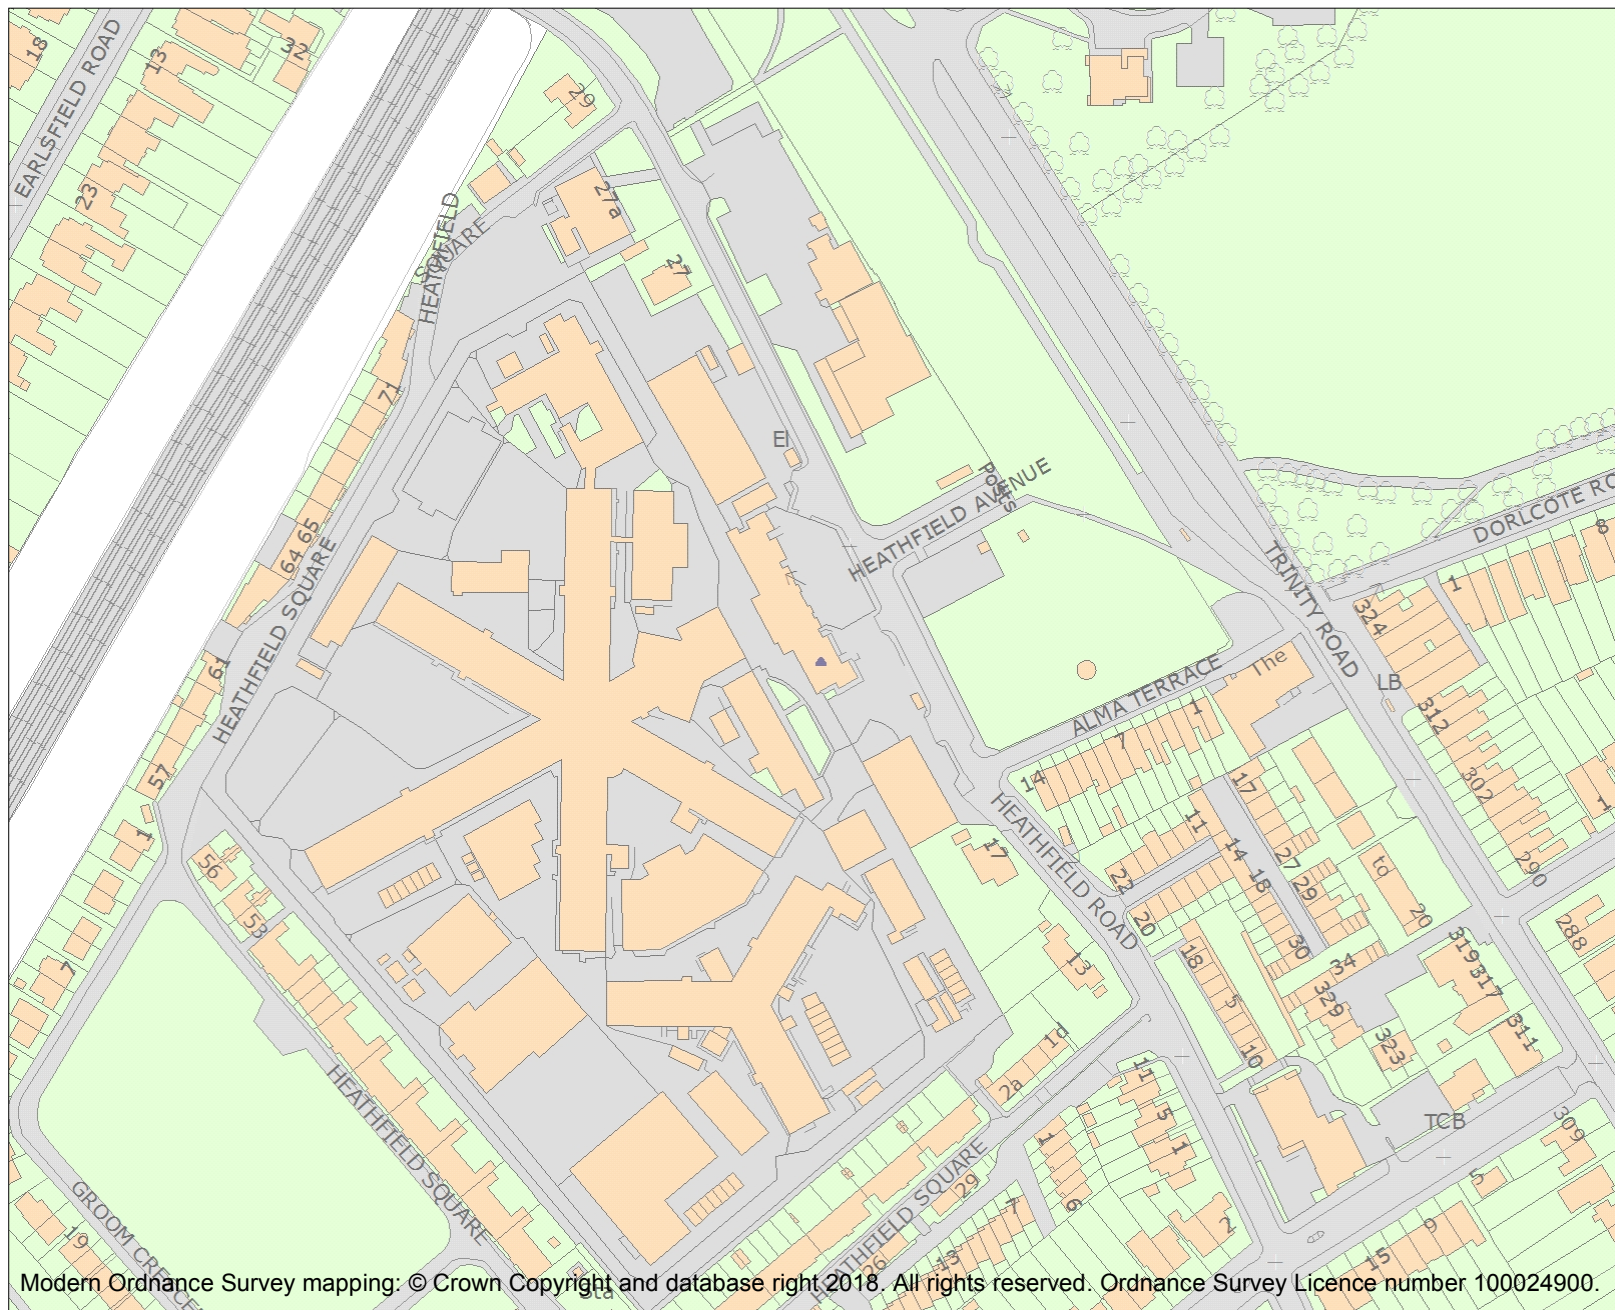 18
EARLSFIELD ROAD
13
32
23
29
27a
HEATHFIELD
SQUARE
27
71
El
Posts
HEATHFIELD AVENUE
DORLCOTE RO
8
64 65
HEATHFIELD SQUARE
TRINITY ROAD
1
324
61
The
LB
ALMA TERRACE
1
7
312
57
14
HEATHFIELD ROAD
17
302
1
1
11
14
56
17
27
to
22
18
29
290
53
20
20
30
319
288
7
13
18
34
317
5
329
311
1d
10
323
2a
11
HEATHFIELD SQUARE
5
TCB
309
1
1
GROOM CRESCENT
HEATHFIELD SQUARE
29
7
6
5
19
2
9
26
13
15
Sta
Modern Ordnance Survey mapping: © Crown Copyright and database right 2018. All rights reserved. Ordnance Survey Licence number 100024900.